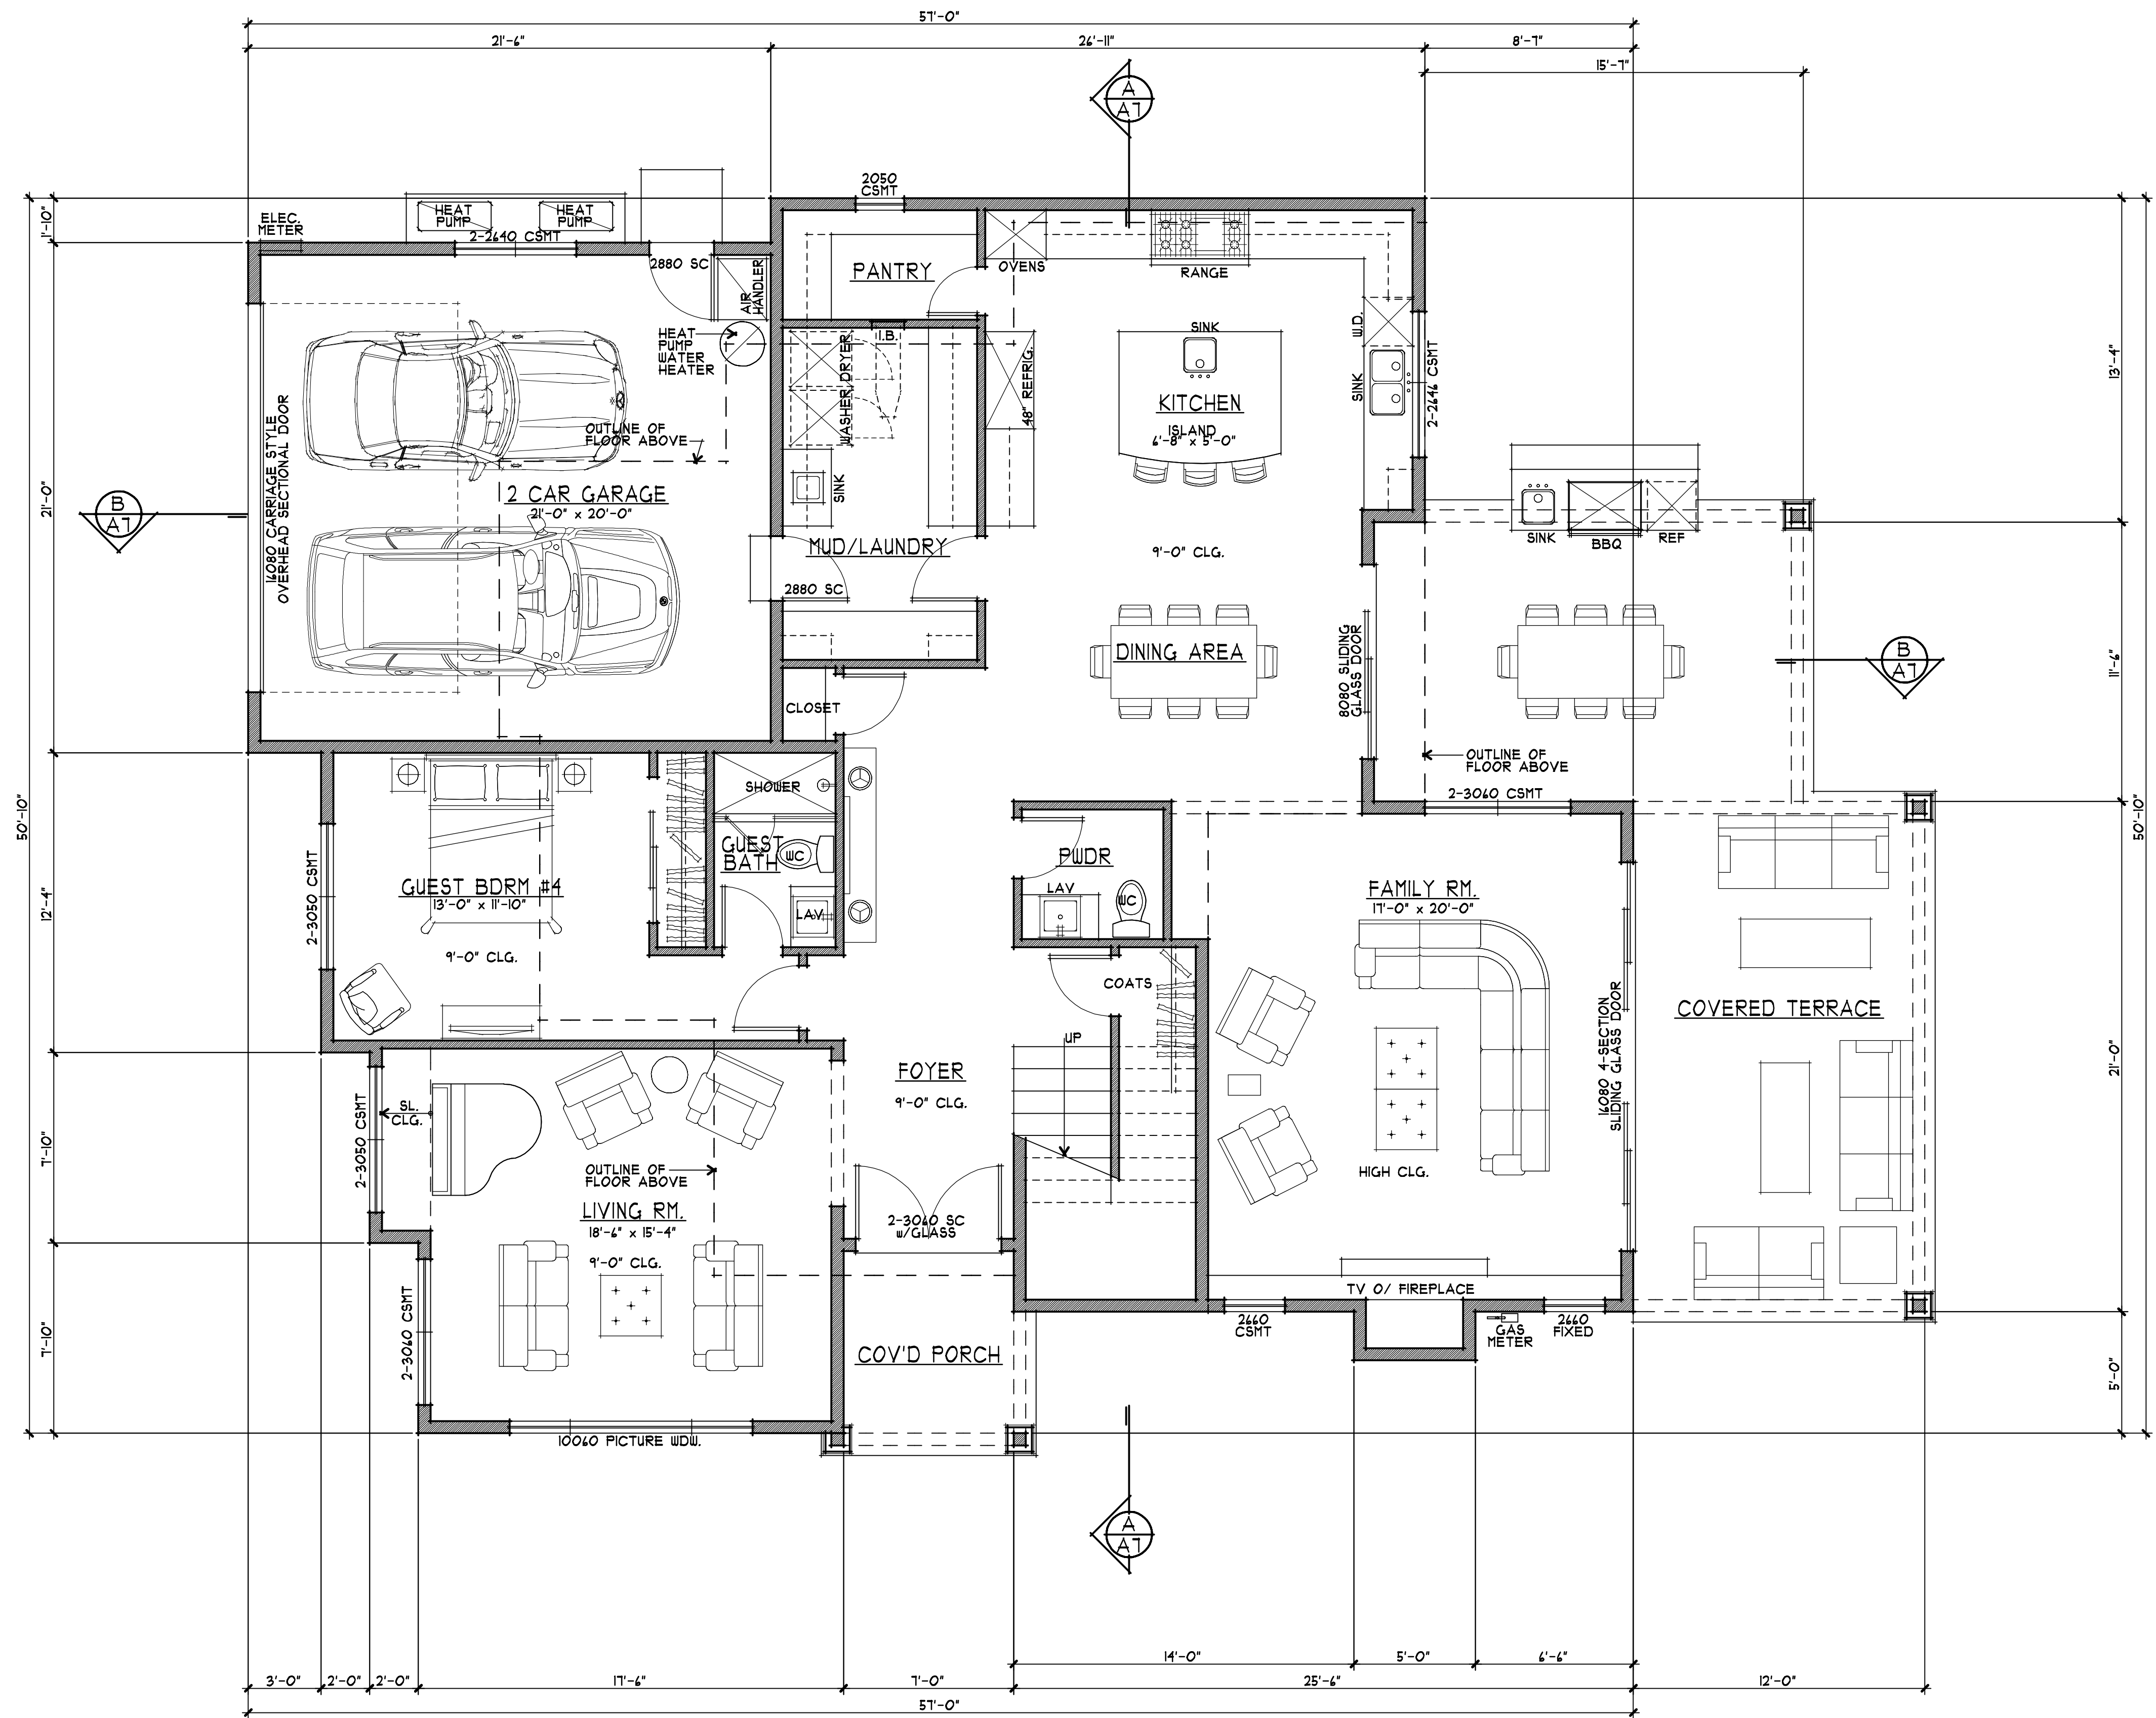 57'-0"
21'-6"
26'-11"
8'-7"
15'-7"
A
A7
2050
CSMT
HEAT
PUMP
HEAT
PUMP
ELEC.
METER
2-2640 CSMT
1'-10"
2880 SC
AIR
HANDLER
PANTRY
OVENS
RANGE
HEAT
PUMP
WATER
HEATER
I.B.
WASHER DRYER
SINK
48" REFRIG.
SINK
KITCHEN
ISLAND
6'-8" x 5'-0"
W.D.
SINK
2-2646 CSMT
13'-4"
16080 CARRIAGE STYLE
OVERHEAD SECTIONAL DOOR
OUTLINE OF
FLOOR ABOVE
2 CAR GARAGE
21'-0" x 20'-0"
21'-0"
B
A7
MUD/LAUNDRY
2880 SC
9'-0" CLG.
SINK
BBQ
REF
DINING AREA
8080 SLIDING
GLASS DOOR
B
A7
11'-6"
CLOSET
OUTLINE OF
FLOOR ABOVE
2-3060 CSMT
50'-10"
50'-10"
SHOWER
GUEST
BATH
WC
LAV
PWDR
LAV
WC
2-3050 CSMT
GUEST BDRM #4
13'-0" x 11'-10"
9'-0" CLG.
12'-4"
FAMILY RM.
17'-0" x 20'-0"
COATS
COVERED TERRACE
16080 4-SECTION
SLIDING GLASS DOOR
21'-0"
UP
FOYER
9'-0" CLG.
SL.
CLG.
2-3050 CSMT
7'-10"
OUTLINE OF
FLOOR ABOVE
HIGH CLG.
LIVING RM.
18'-6" x 15'-4"
9'-0" CLG.
2-3060 SC
w/GLASS
TV O/ FIREPLACE
2-3060 CSMT
7'-10"
2660
CSMT
GAS
METER
2660
FIXED
COV'D PORCH
5'-0"
10060 PICTURE WDW.
A
A7
14'-0"
5'-0"
6'-6"
3'-0"
2'-0"
2'-0"
17'-6"
7'-0"
25'-6"
12'-0"
57'-0"